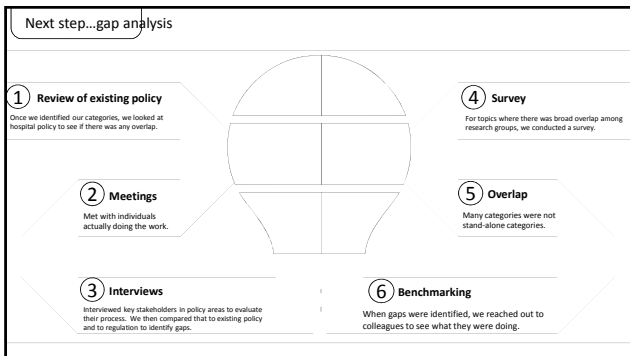 Next step...gap analysis
1 Review of existing policy
Once we identified our categories, we looked at
hospital policy to see if there was any overlap.
2 Meetings
Met with individuals
actually doing the work.
3 Interviews
Interviewed key stakeholders in policy areas to evaluate
their process. We then compared that to existing policy
and to regulation to identify gaps.
4 Survey
For topics where there was broad overlap among
research groups, we conducted a survey.
5 Overlap
Many categories were not
stand-alone categories.
6 Benchmarking
When gaps were identified, we reached out to
colleagues to see what they were doing.